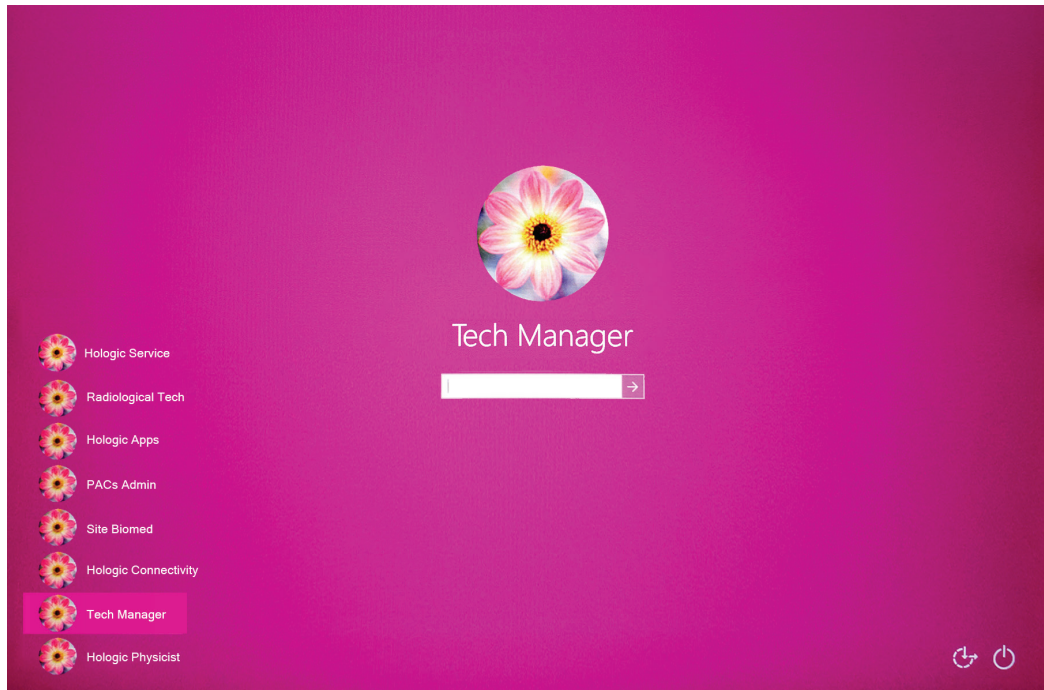 Tech Manager
Hologic Service
Radiological Tech
Hologic Apps
PACs Admin
Site Biomed
Hologic Connectivity
Tech Manager
Hologic Physicist